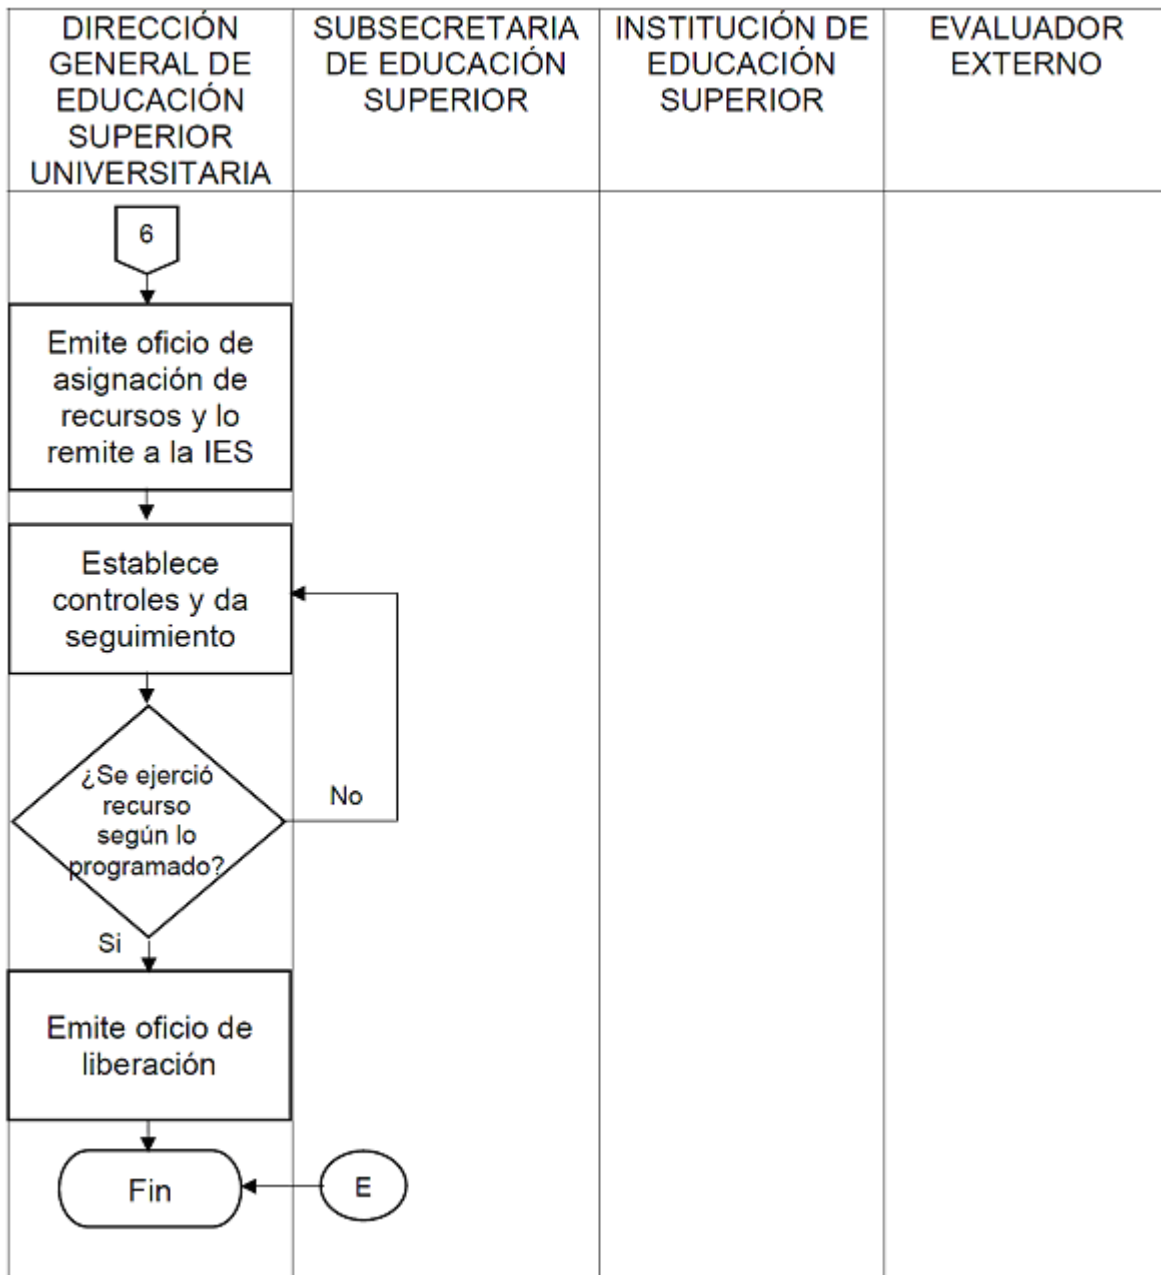 DIRECCIÓN
GENERAL DE
EDUCACIÓN
SUPERIOR
UNIVERSITARIA
SUBSECRETARIA
DE EDUCACIÓN
SUPERIOR
INSTITUCIÓN DE
EDUCACIÓN
SUPERIOR
EVALUADOR
EXTERNO
6
Emite oficio de
asignación de
recursos y lo
remite a la IES
Establece
controles y da
seguimiento
¿Se ejerció
recurso
según lo
programado?
No
Si
Emite oficio de
liberación
Fin
E